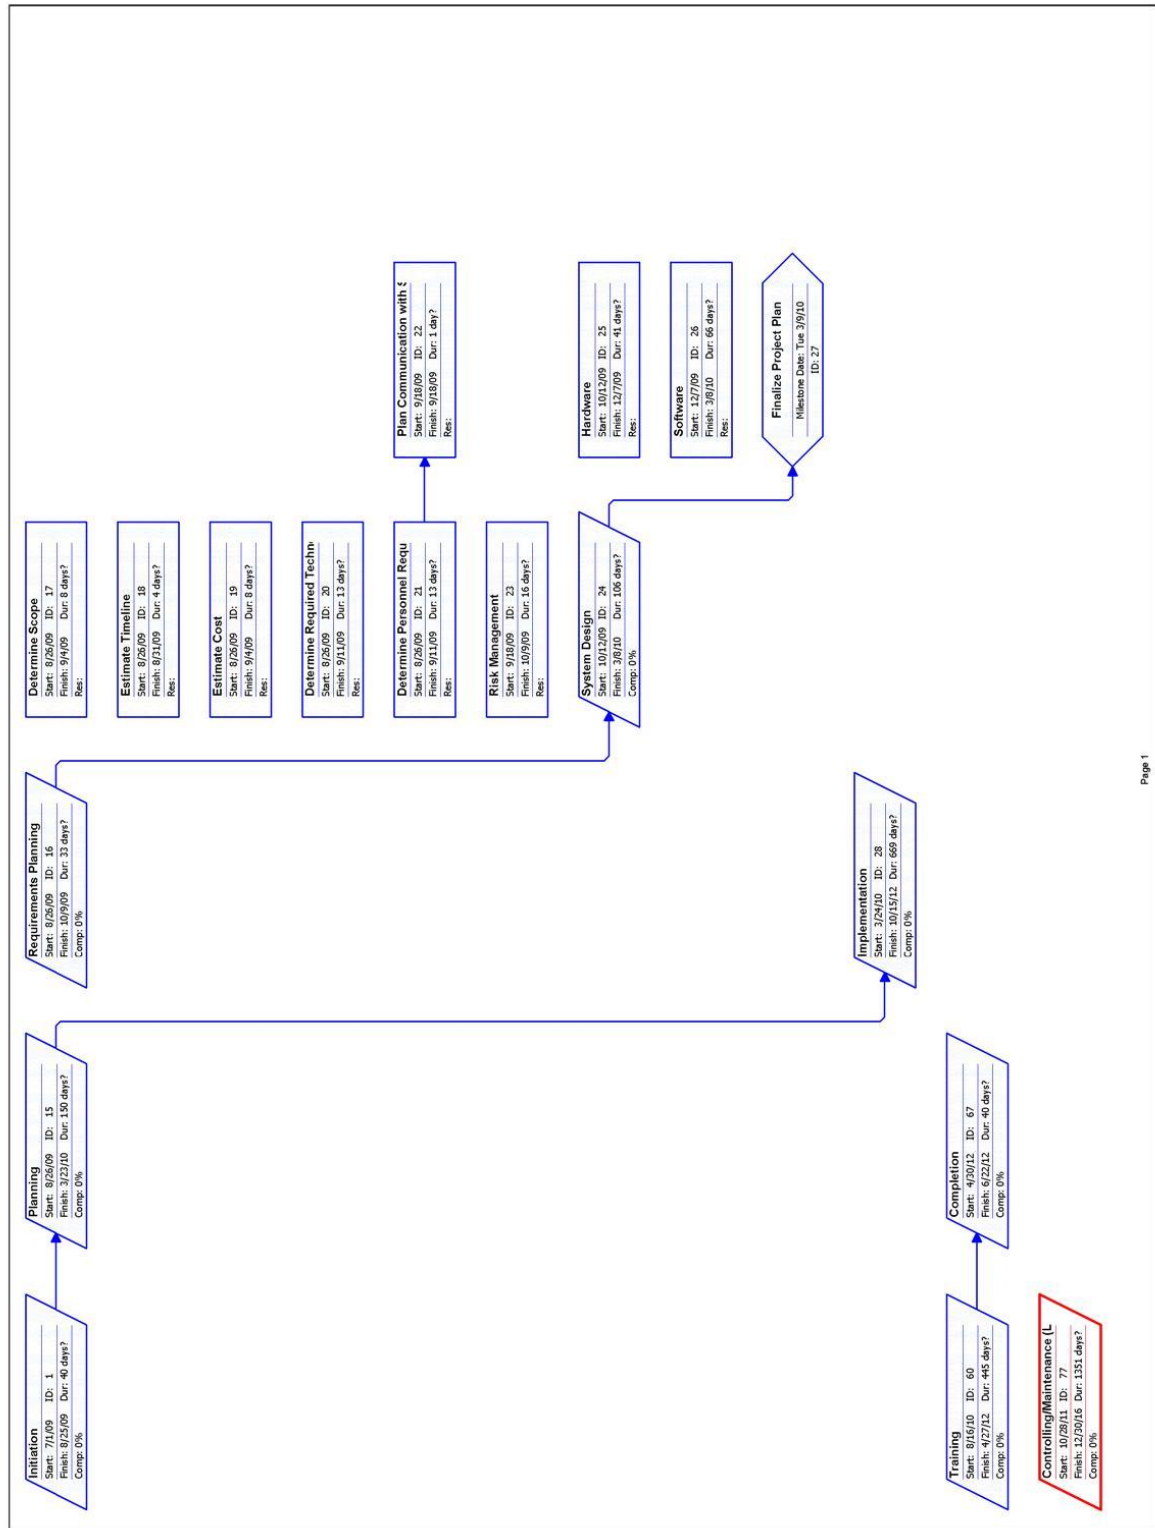 Initiation
Start: 7/1/09 ID: 1
Finish: 8/25/09 Dur: 40 days?
Comp: 0%
Planning
Start: 8/26/09 ID: 15
Finish: 3/23/10 Dur: 150 days?
Comp: 0%
Requirements Planning
Start: 8/26/09 ID: 16
Finish: 10/9/09 Dur: 33 days?
Comp: 0%
Determine Scope
Start: 8/26/09 ID: 17
Finish: 9/4/09 Dur: 8 days?
Res:
Estimate Timeline
Start: 8/26/09 ID: 18
Finish: 8/31/09 Dur: 4 days?
Res:
Estimate Cost
Start: 8/26/09 ID: 19
Finish: 9/4/09 Dur: 8 days?
Res:
Determine Required Techn
Start: 8/26/09 ID: 20
Finish: 9/11/09 Dur: 13 days?
Res:
Determine Personnel Requ
Start: 8/26/09 ID: 21
Finish: 9/11/09 Dur: 13 days?
Res:
Plan Communication with S
Start: 9/18/09 ID: 22
Finish: 9/18/09 Dur: 1 day?
Res:
Risk Management
Start: 9/18/09 ID: 23
Finish: 10/9/09 Dur: 16 days?
Res:
System Design
Start: 10/12/09 ID: 24
Finish: 3/8/10 Dur: 106 days?
Comp: 0%
Hardware
Start: 10/12/09 ID: 25
Finish: 12/7/09 Dur: 41 days?
Res:
Software
Start: 12/7/09 ID: 26
Finish: 3/8/10 Dur: 66 days?
Res:
Finalize Project Plan
Milestone Date: Tue 3/9/10
ID: 27
Implementation
Start: 3/24/10 ID: 28
Finish: 10/15/12 Dur: 669 days?
Comp: 0%
Training
Start: 8/16/10 ID: 60
Finish: 4/27/12 Dur: 445 days?
Comp: 0%
Completion
Start: 4/30/12 ID: 67
Finish: 6/22/12 Dur: 40 days?
Comp: 0%
Controlling/Maintenance (L
Start: 10/28/11 ID: 77
Finish: 12/30/16 Dur: 1351 days?
Comp: 0%
Page 1